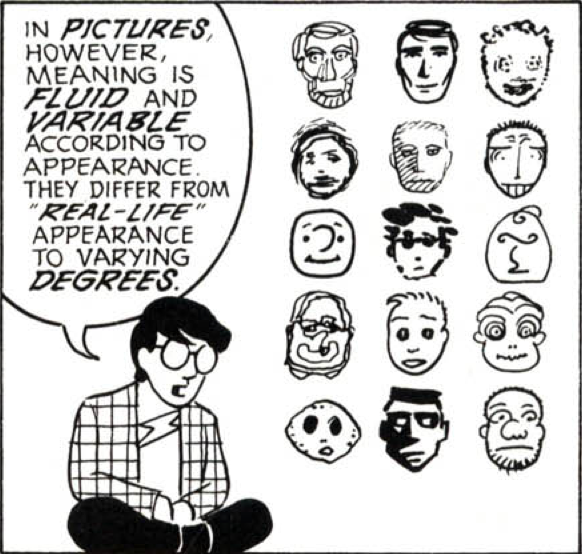 IN PICTURES,
HOWEVER,
MEANING IS
FLUID AND
VARIABLE
ACCORDING TO
APPEARANCE.
THEY DIFFER FROM
"REAL-LIFE"
APPEARANCE
TO VARYING
DEGREES.